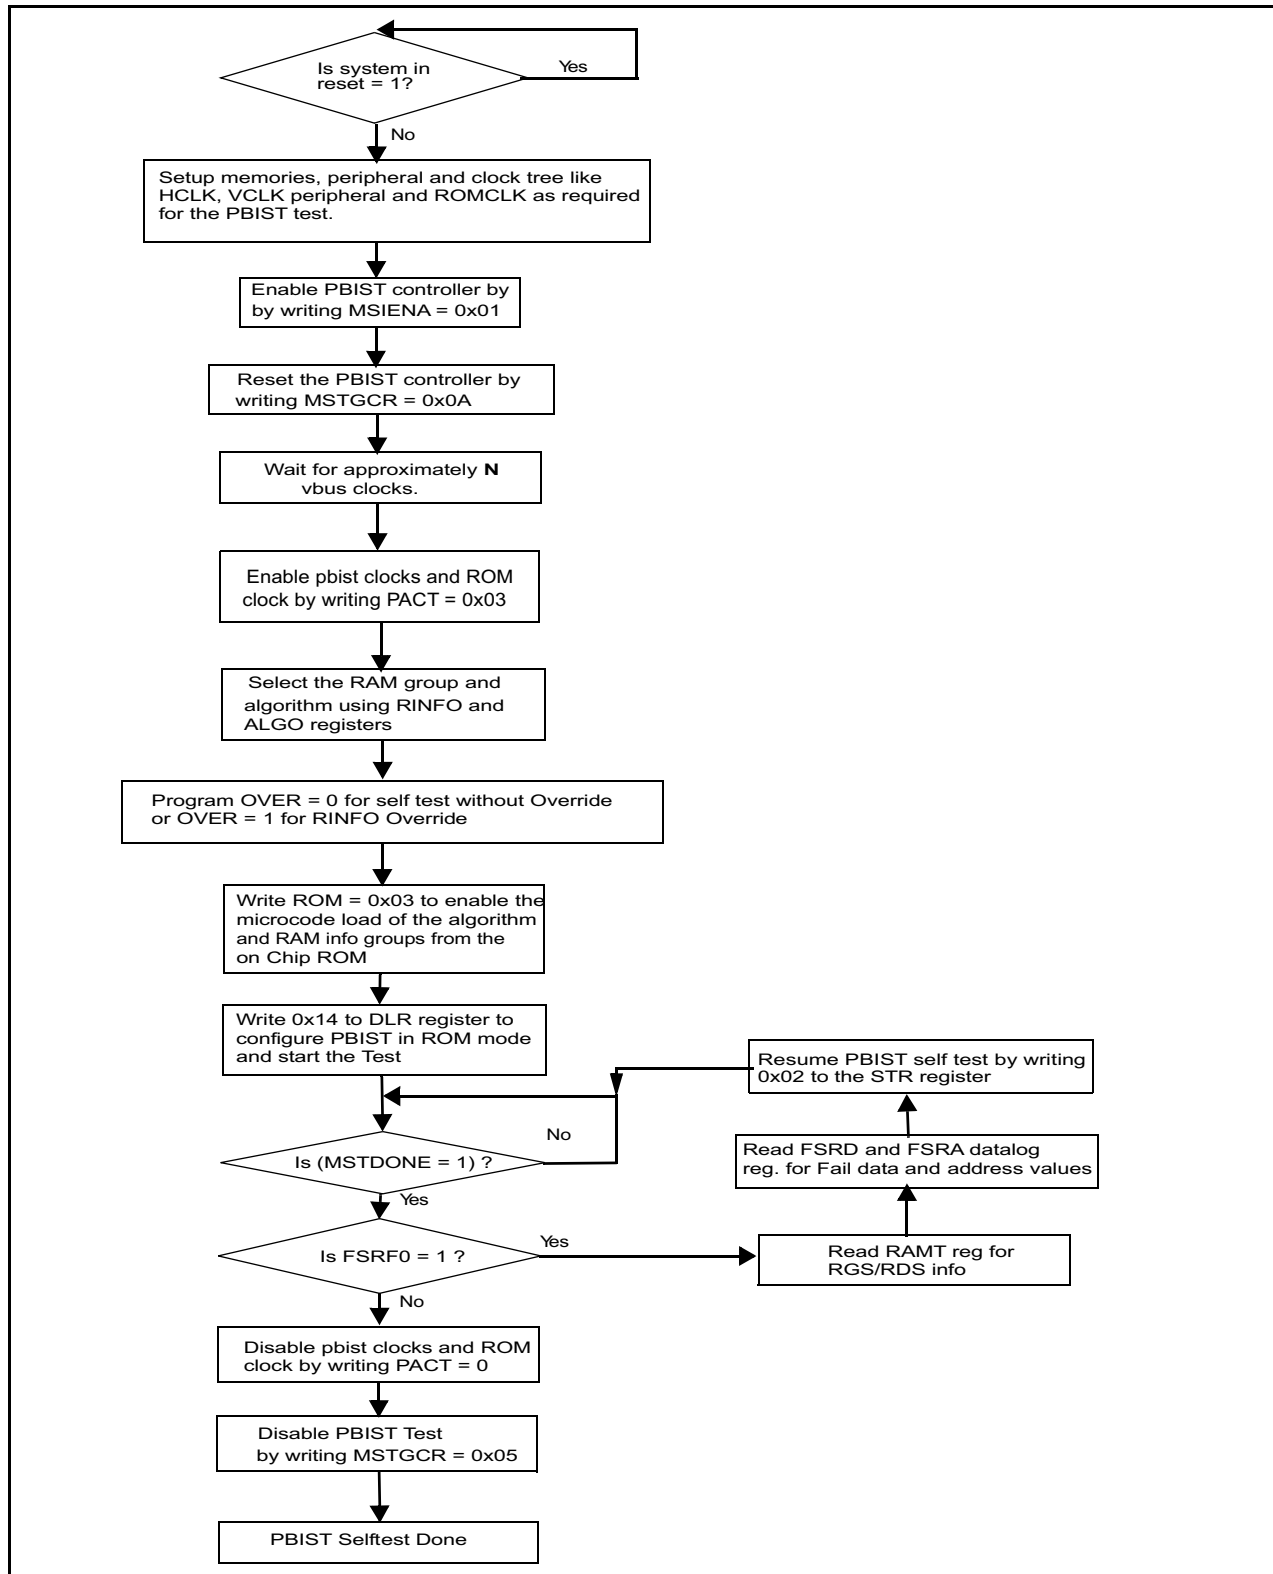 Is system in
reset = 1?
Yes
No
Setup memories, peripheral and clock tree like
HCLK, VCLK peripheral and ROMCLK as required
for the PBIST test.
Enable PBIST controller by
by writing MSIENA = 0x01
Reset the PBIST controller by
writing MSTGCR = 0x0A
Wait for approximately N
vbus clocks.
Enable pbist clocks and ROM
clock by writing PACT = 0x03
Select the RAM group and
algorithm using RINFO and
ALGO registers
Program OVER = 0 for self test without Override
or OVER = 1 for RINFO Override
Write ROM = 0x03 to enable the
microcode load of the algorithm
and RAM info groups from the
on Chip ROM
Write 0x14 to DLR register to
configure PBIST in ROM mode
and start the Test
Resume PBIST self test by writing
0x02 to the STR register
No
Is (MSTDONE = 1) ?
Read FSRD and FSRA datalog
reg. for Fail data and address values
Yes
Is FSRF0 = 1 ?
Yes
Read RAMT reg for
RGS/RDS info
No
Disable pbist clocks and ROM
clock by writing PACT = 0
Disable PBIST Test
by writing MSTGCR = 0x05
PBIST Selftest Done